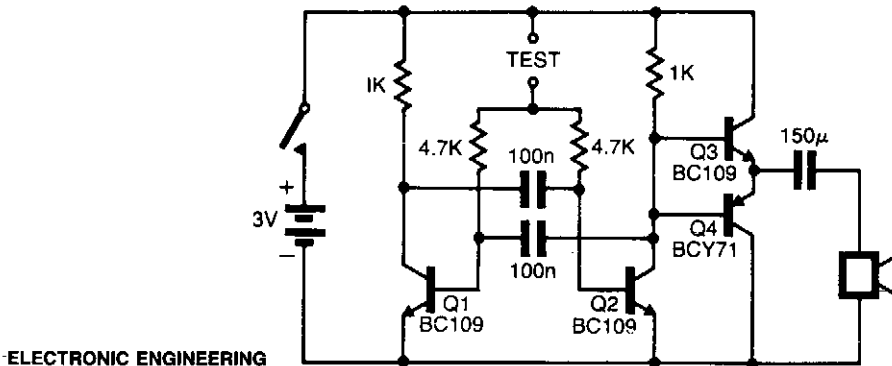 TEST
IK
1K
4.7K
100n
4.7K
Q3
BC109
150μ
+
3V
−
100n
Q4
BCY71
Q1
BC109
Q2
BC109
ELECTRONIC ENGINEERING